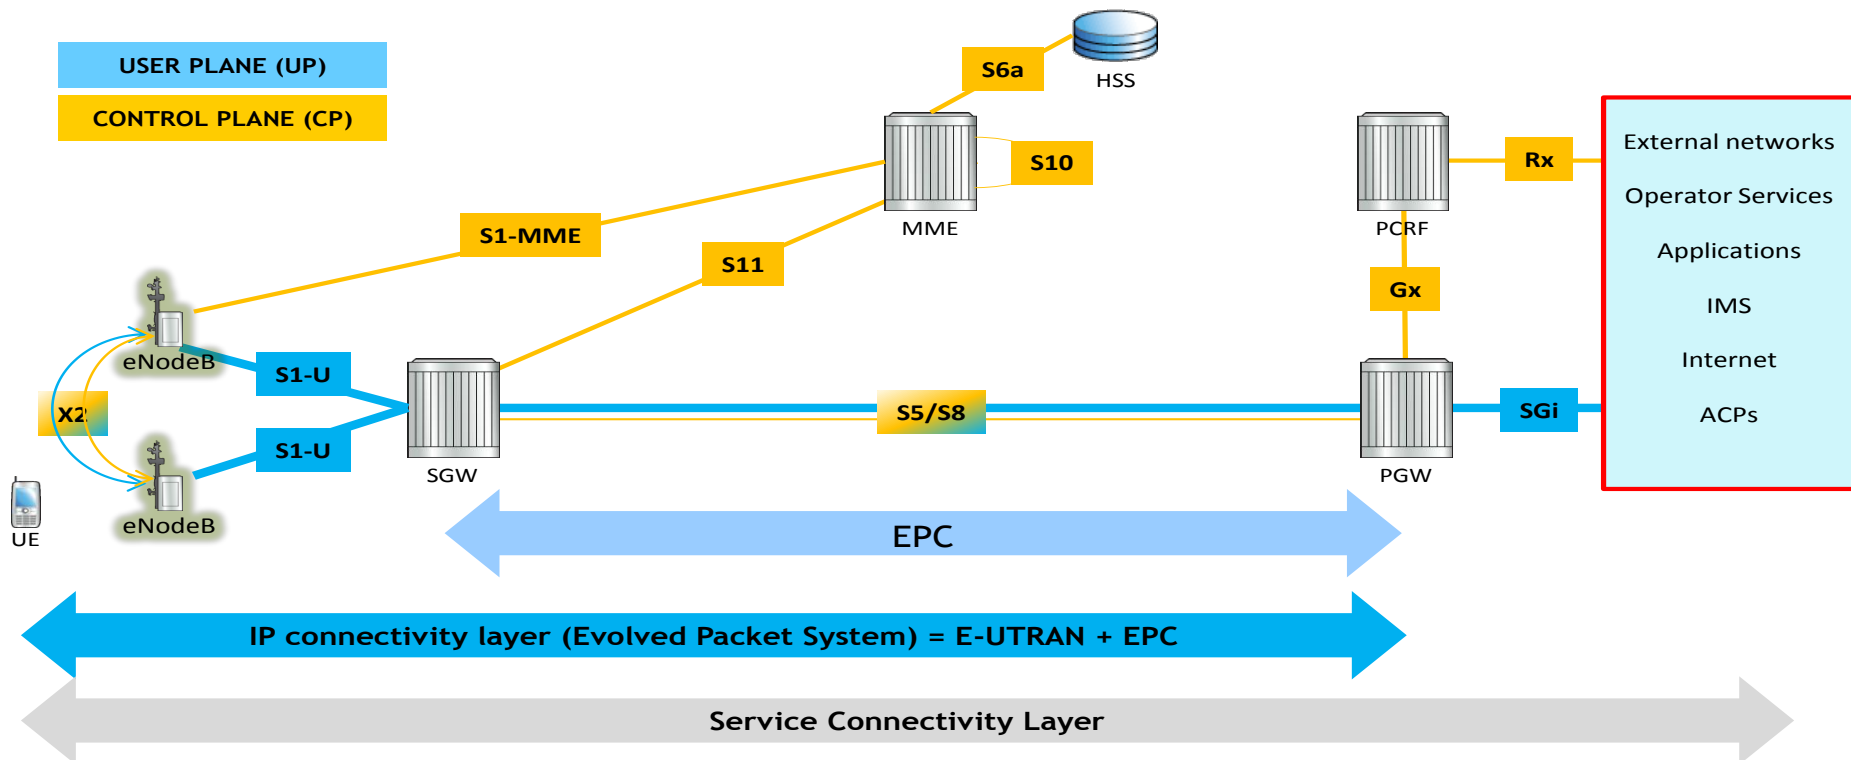 USER PLANE (UP)
CONTROL PLANE (CP)
S6a
HSS
S10
MME
S1-MME
S11
PCRF
Rx
Gx
External networks
Operator Services
Applications
IMS
Internet
ACPs
eNodeB
S1-U
X2
S1-U
eNodeB
UE
SGW
S5/S8
PGW
SGi
EPC
IP connectivity layer (Evolved Packet System) = E-UTRAN + EPC
Service Connectivity Layer